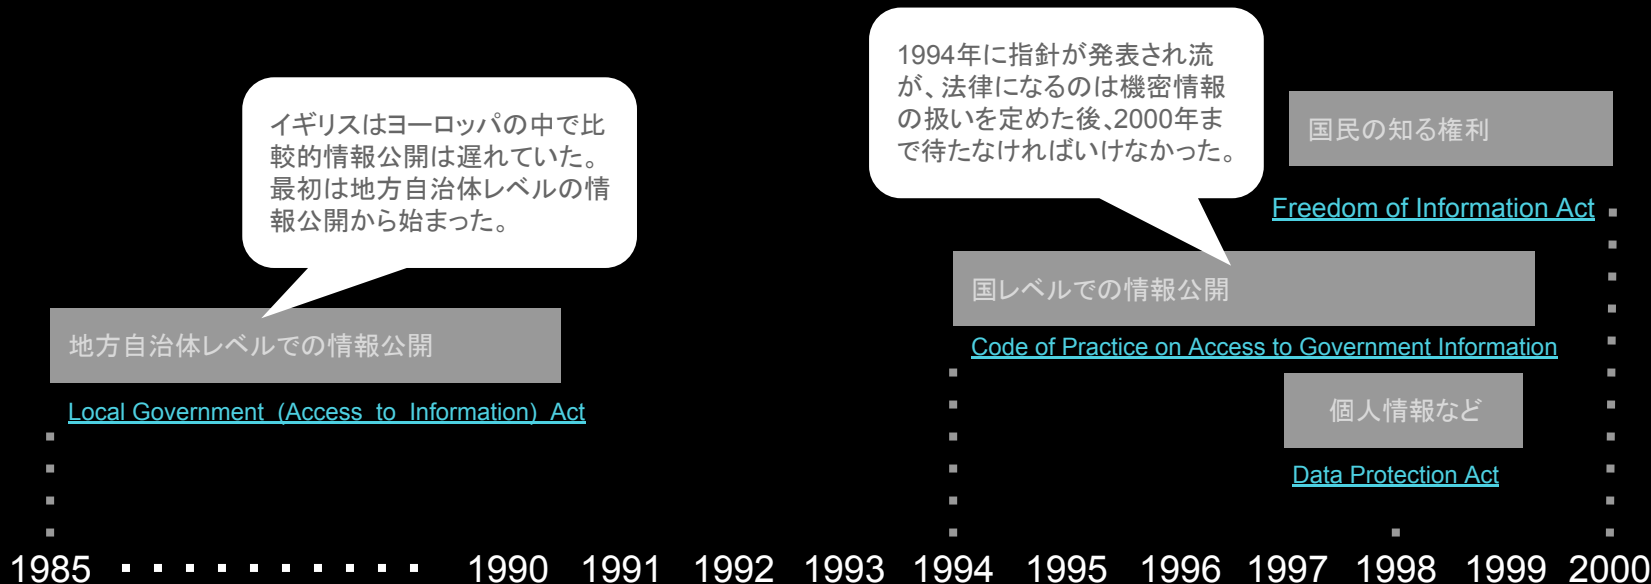 1994年に指針が発表され流
が、法律になるのは機密情報
の扱いを定めた後、2000年ま
で待たなければいけなかった。
イギリスはヨーロッパの中で比
較的情報公開は遅れていた。
最初は地方自治体レベルの情
報公開から始まった。
国民の知る権利
Freedom of Information Act
国レベルでの情報公開
Code of Practice on Access to Government Information
地方自治体レベルでの情報公開
Local Government (Access to Information) Act
個人情報など
Data Protection Act
1985 1990 1991 1992 1993 1994 1995 1996 1997 1998 1999 2000